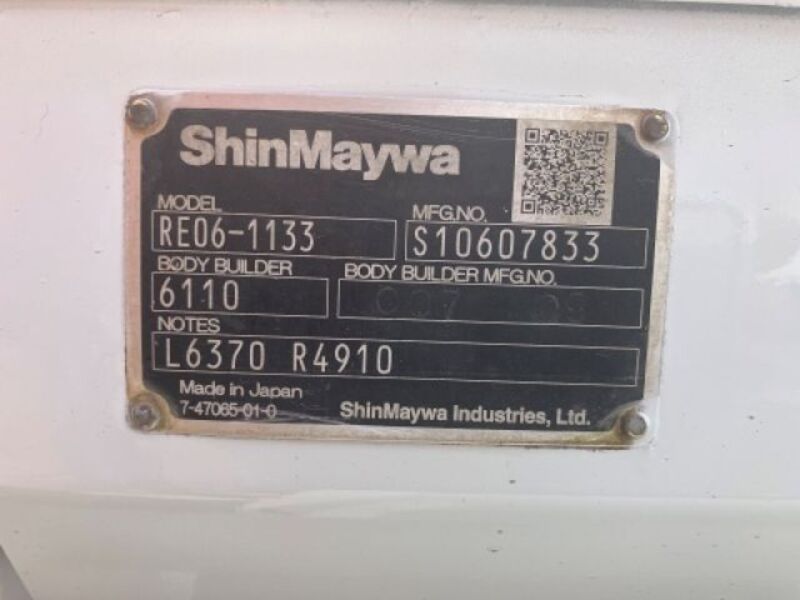 ShinMaywa
MODEL MFG.NO.
RE06-1133 S10607833
BODY BUILDER BODY BUILDER MFG.NO.
6110
NOTES
L6370 R4910
Made in Japan
7-47065-01-0 ShinMaywa Industries, Ltd.